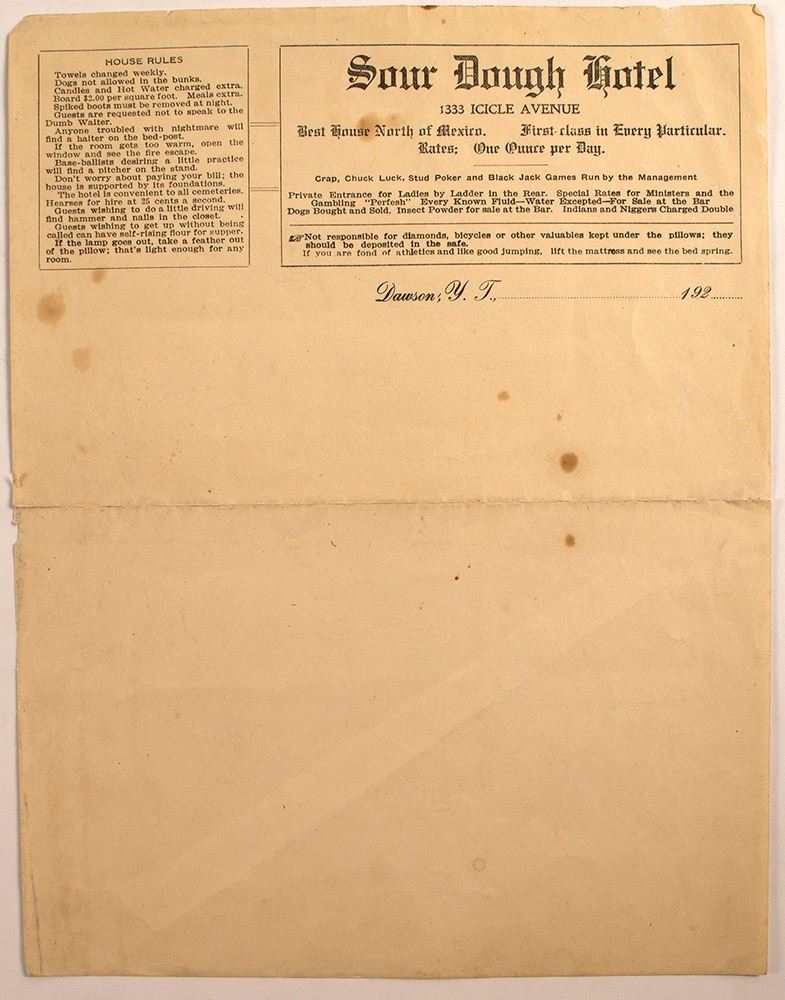 HOUSE RULES
Towels changed weekly.
Dogs not allowed in the bunks.
Candles and Hot Water charged extra.
Board $2.00 per square foot. Meals extra.
Spiked boots must be removed at night.
Guests are requested not to speak to the
Dumb Waiter.
Anyone troubled with nightmare will
find a halter on the bed-post.
If the room gets too warm, open the
window and see the fire escape.
Base-ballists desiring a little practice
will find a pitcher on the stand.
Don't worry about paying your bill; the
house is supported by its foundations.
The hotel is convenient to all cemeteries.
Hearses for hire at 25 cents a second.
Guests wishing to do a little driving will
find hammer and nails in the closet.
Guests wishing to get up without being
called can have self-rising flour for supper.
If the lamp goes out, take a feather out
of the pillow; that's light enough for any
room.
Sour Dough Hotel
1333 ICICLE AVENUE
Best House North of Mexico. First-class in Every Particular.
Rates; One Ounce per Day.
Crap, Chuck Luck, Stud Poker and Black Jack Games Run by the Management
Private Entrance for Ladies by Ladder in the Rear. Special Rates for Ministers and the
Gambling "Perfesh" Every Known Fluid—Water Excepted—For Sale at the Bar
Dogs Bought and Sold. Insect Powder for sale at the Bar. Indians and Niggers Charged Double
☞Not responsible for diamonds, bicycles or other valuables kept under the pillows; they
should be deposited in the safe.
If you are fond of athletics and like good jumping, lift the mattress and see the bed spring.
Dawson, Y. T., 192